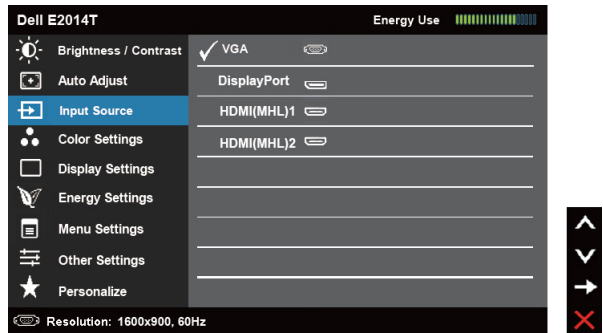 Dell E2014T Energy Use
Brightness / Contrast
VGA
Auto Adjust
DisplayPort
Input Source
HDMI(MHL)1
Color Settings
HDMI(MHL)2
Display Settings
Energy Settings
Menu Settings
Other Settings
Personalize
Resolution: 1600x900, 60Hz